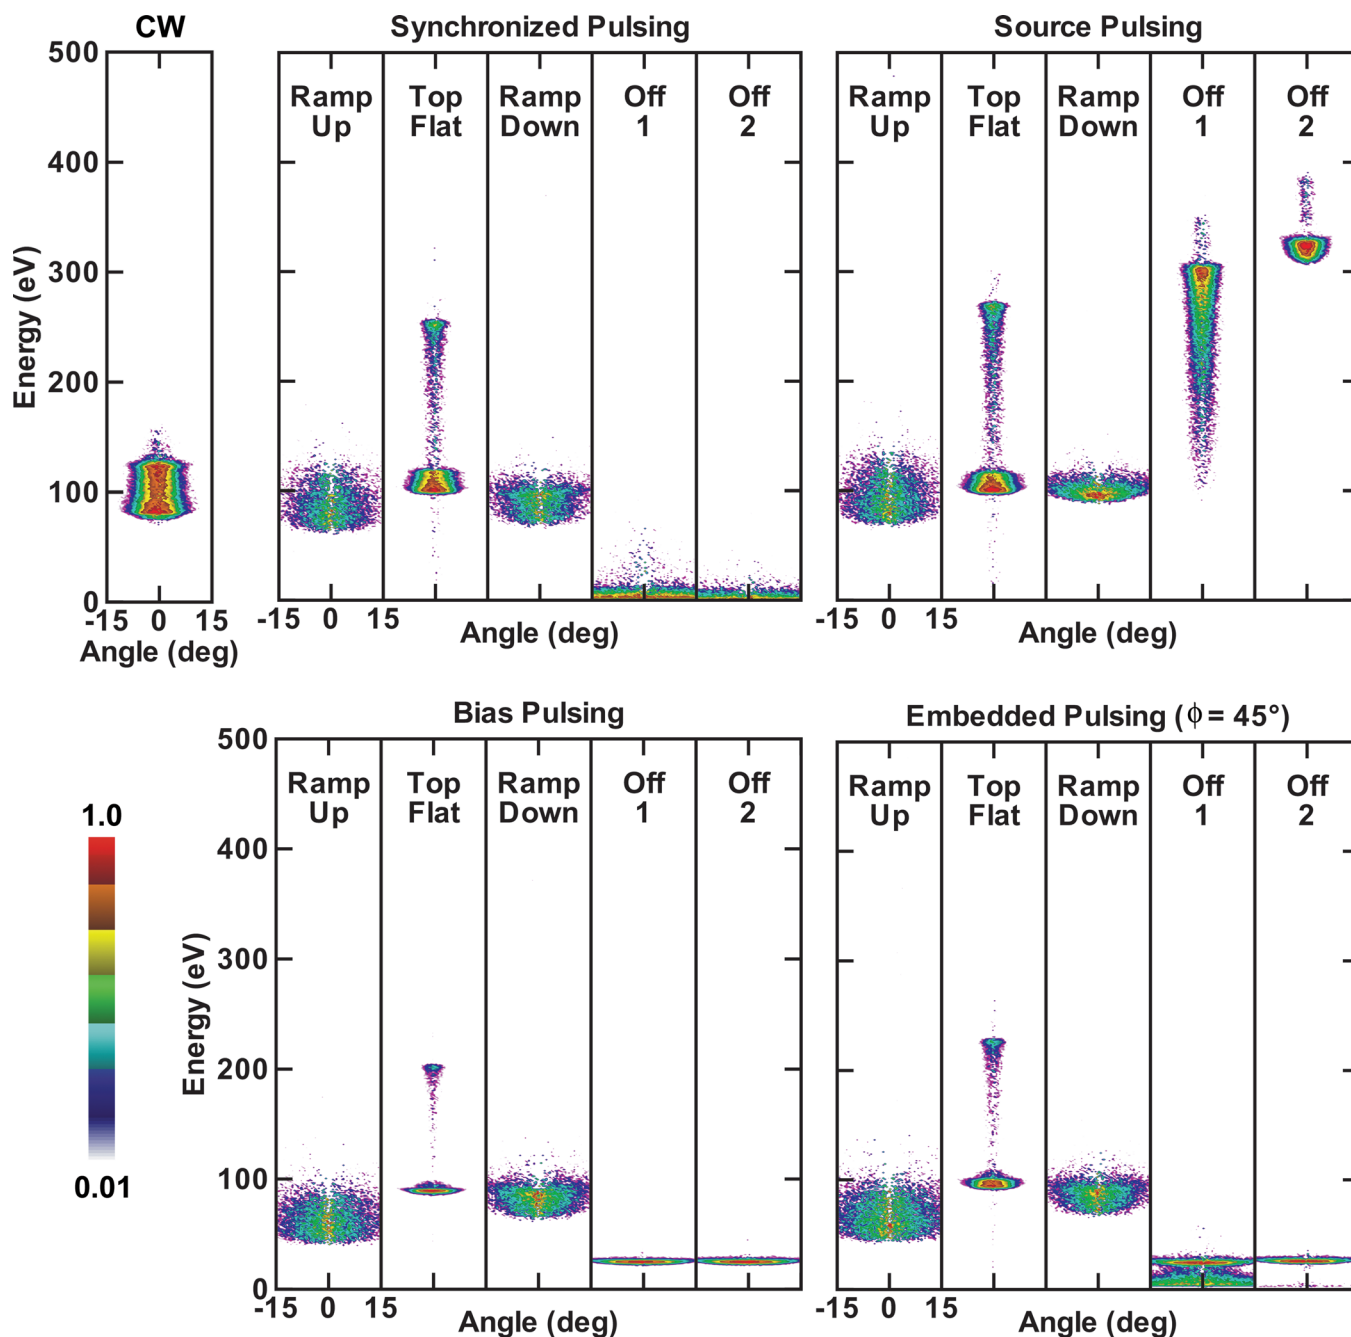 CW
Synchronized Pulsing
Source Pulsing
500
400
300
200
100
0
Energy (eV)
Ramp Up
Top Flat
Ramp Down
Off 1
Off 2
Ramp Up
Top Flat
Ramp Down
Off 1
Off 2
-15 0 15
Angle (deg)
-15 0 15
Angle (deg)
-15 0 15
Angle (deg)
Bias Pulsing
Embedded Pulsing (ϕ = 45°)
500
400
300
200
100
0
Energy (eV)
Ramp Up
Top Flat
Ramp Down
Off 1
Off 2
Ramp Up
Top Flat
Ramp Down
Off 1
Off 2
1.0
0.01
-15 0 15
Angle (deg)
-15 0 15
Angle (deg)